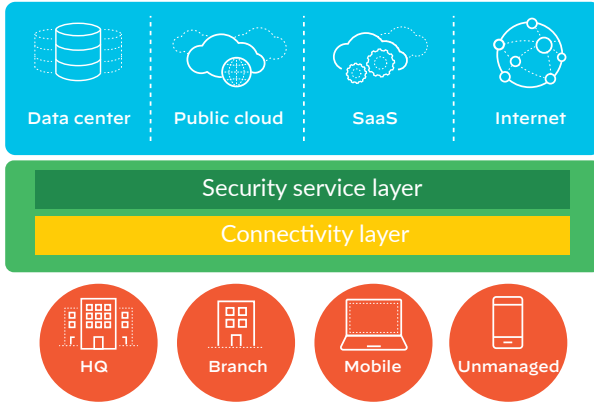 Data center Public cloud SaaS Internet
Security service layer
Connectivity layer
HQ Branch Mobile Unmanaged